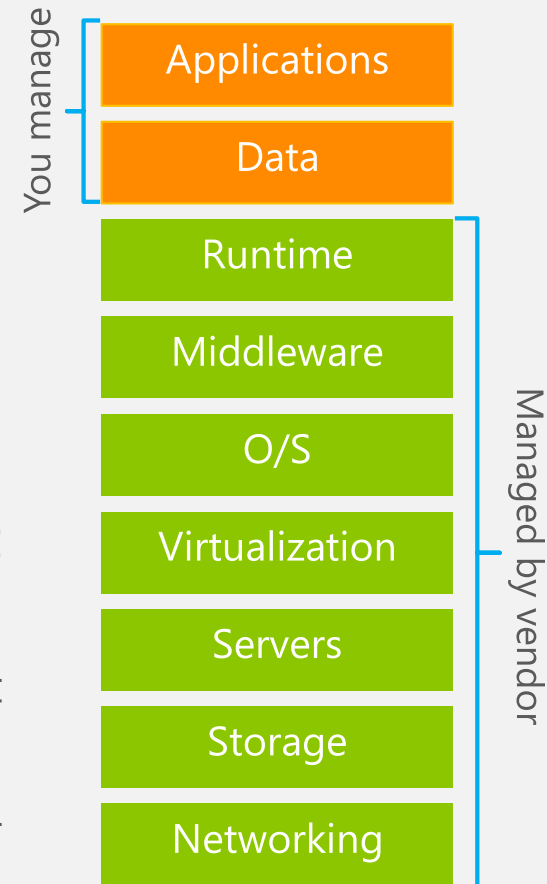 You manage
Applications
Data
Runtime
Middleware
O/S
Virtualization
Servers
Storage
Networking
Managed by vendor